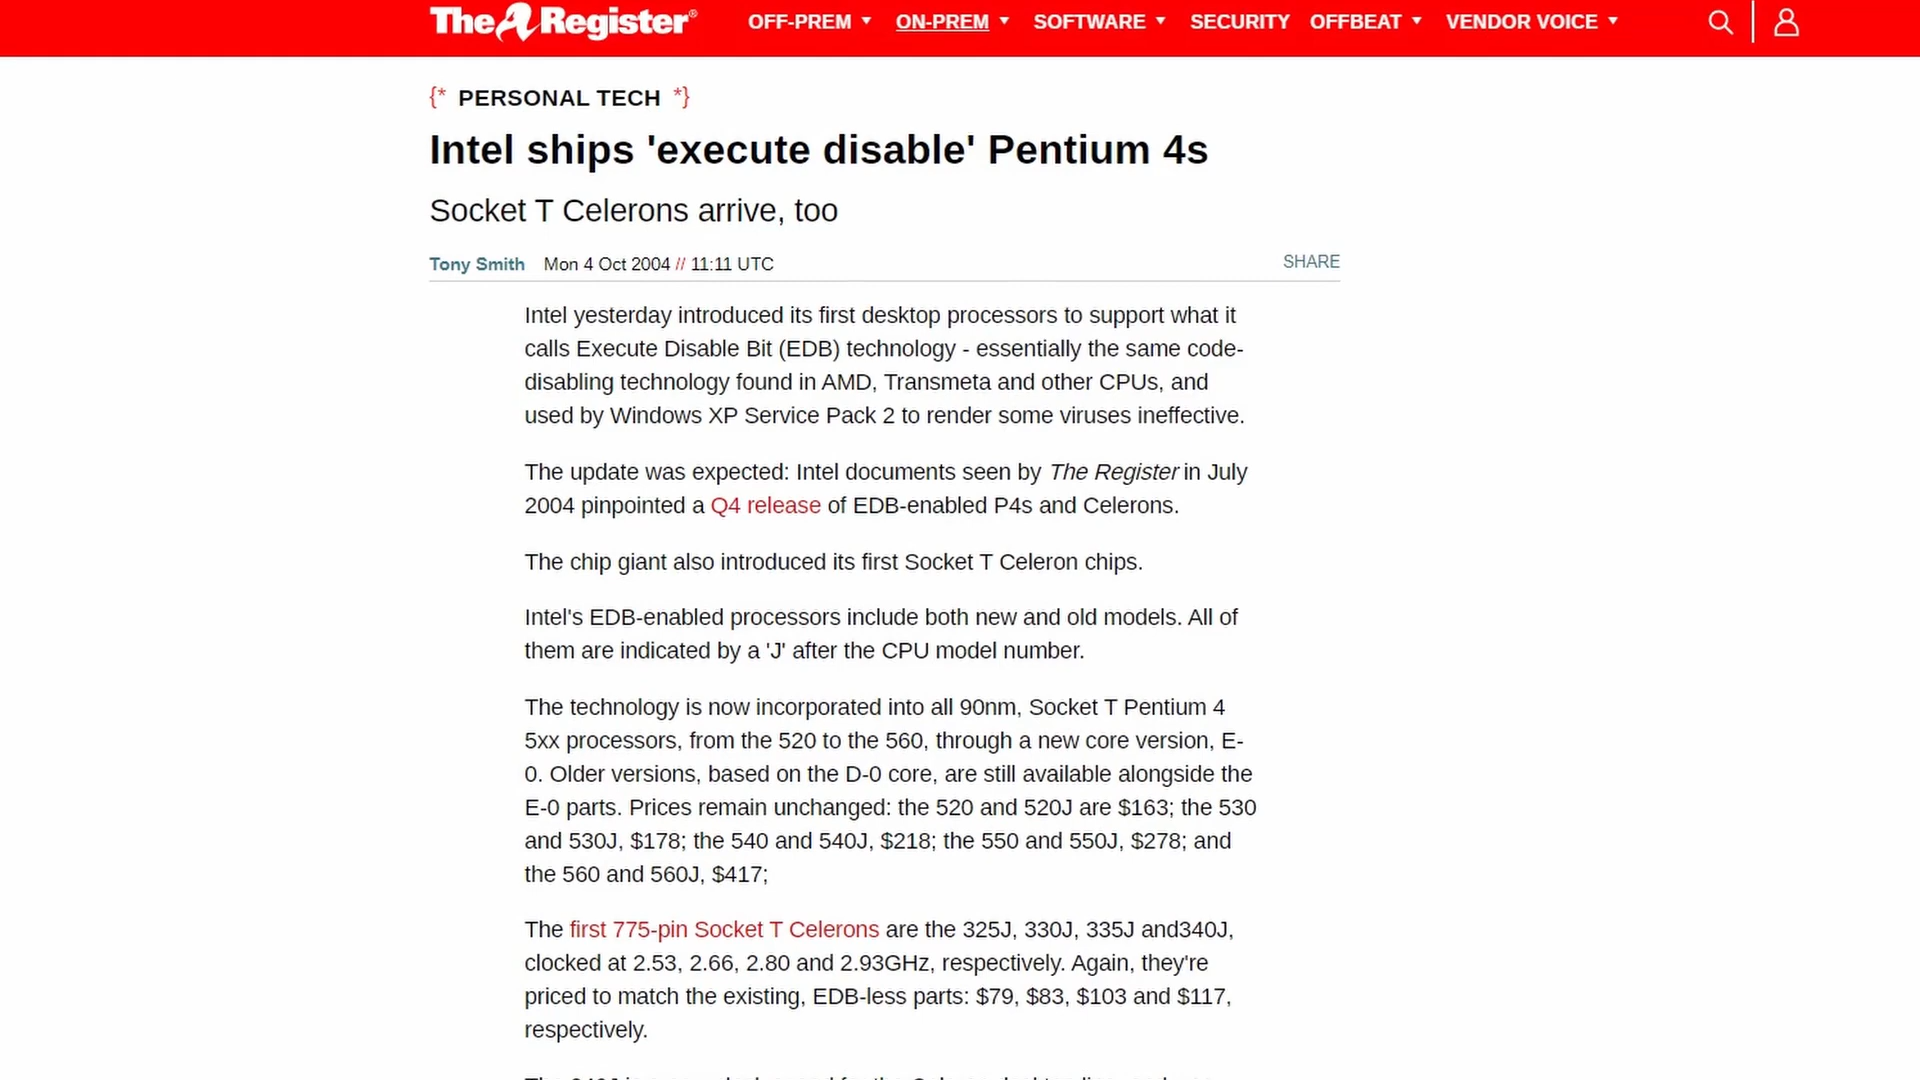 The Register®
OFF-PREM ON-PREM SOFTWARE SECURITY OFFBEAT VENDOR VOICE
{* PERSONAL TECH *}
Intel ships 'execute disable' Pentium 4s
Socket T Celerons arrive, too
Tony Smith Mon 4 Oct 2004 // 11:11 UTC SHARE
Intel yesterday introduced its first desktop processors to support what it
calls Execute Disable Bit (EDB) technology - essentially the same code-
disabling technology found in AMD, Transmeta and other CPUs, and
used by Windows XP Service Pack 2 to render some viruses ineffective.
The update was expected: Intel documents seen by The Register in July
2004 pinpointed a Q4 release of EDB-enabled P4s and Celerons.
The chip giant also introduced its first Socket T Celeron chips.
Intel's EDB-enabled processors include both new and old models. All of
them are indicated by a 'J' after the CPU model number.
The technology is now incorporated into all 90nm, Socket T Pentium 4
5xx processors, from the 520 to the 560, through a new core version, E-
0. Older versions, based on the D-0 core, are still available alongside the
E-0 parts. Prices remain unchanged: the 520 and 520J are $163; the 530
and 530J, $178; the 540 and 540J, $218; the 550 and 550J, $278; and
the 560 and 560J, $417;
The first 775-pin Socket T Celerons are the 325J, 330J, 335J and340J,
clocked at 2.53, 2.66, 2.80 and 2.93GHz, respectively. Again, they're
priced to match the existing, EDB-less parts: $79, $83, $103 and $117,
respectively.